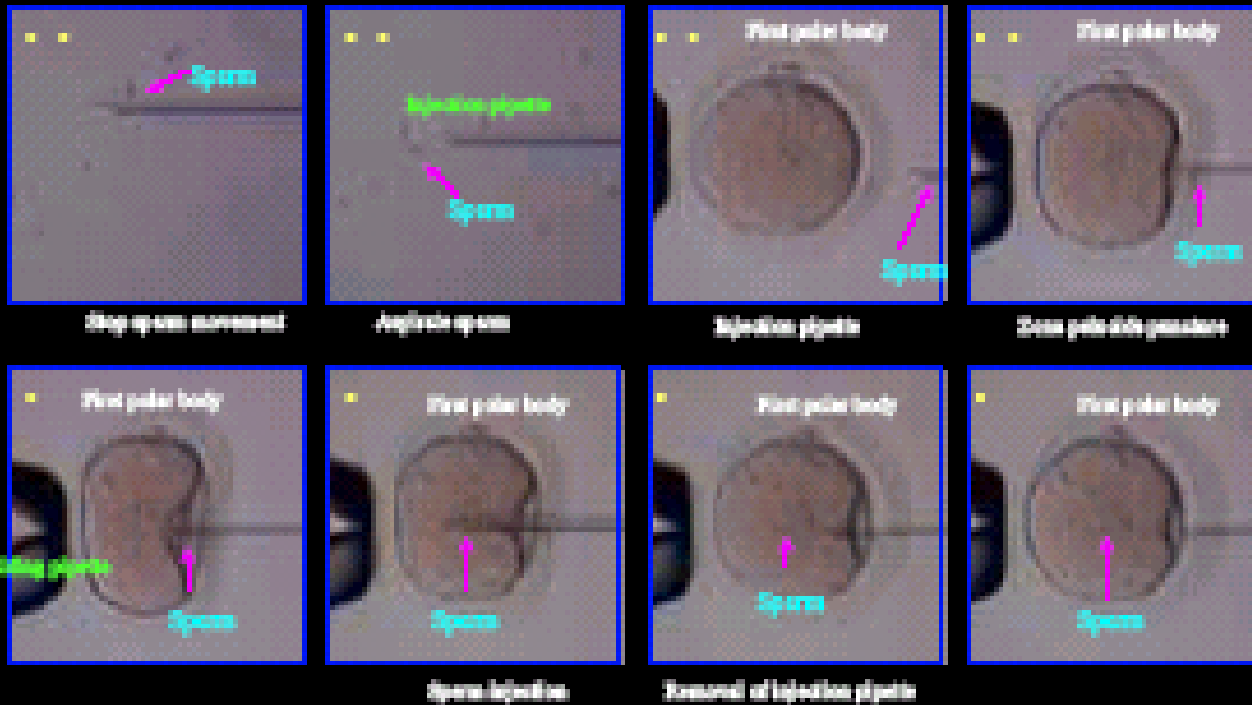 Sperm
Stop sperm movement
Injection pipette
Sperm
Aspirate sperm
First polar body
Sperm
Injection pipette
First polar body
Sperm
Zona
First polar body
pipette
Sperm
First polar body
Sperm
Sperm injection
First polar body
Sperm
Removal of injection pipette
First polar body
Sperm